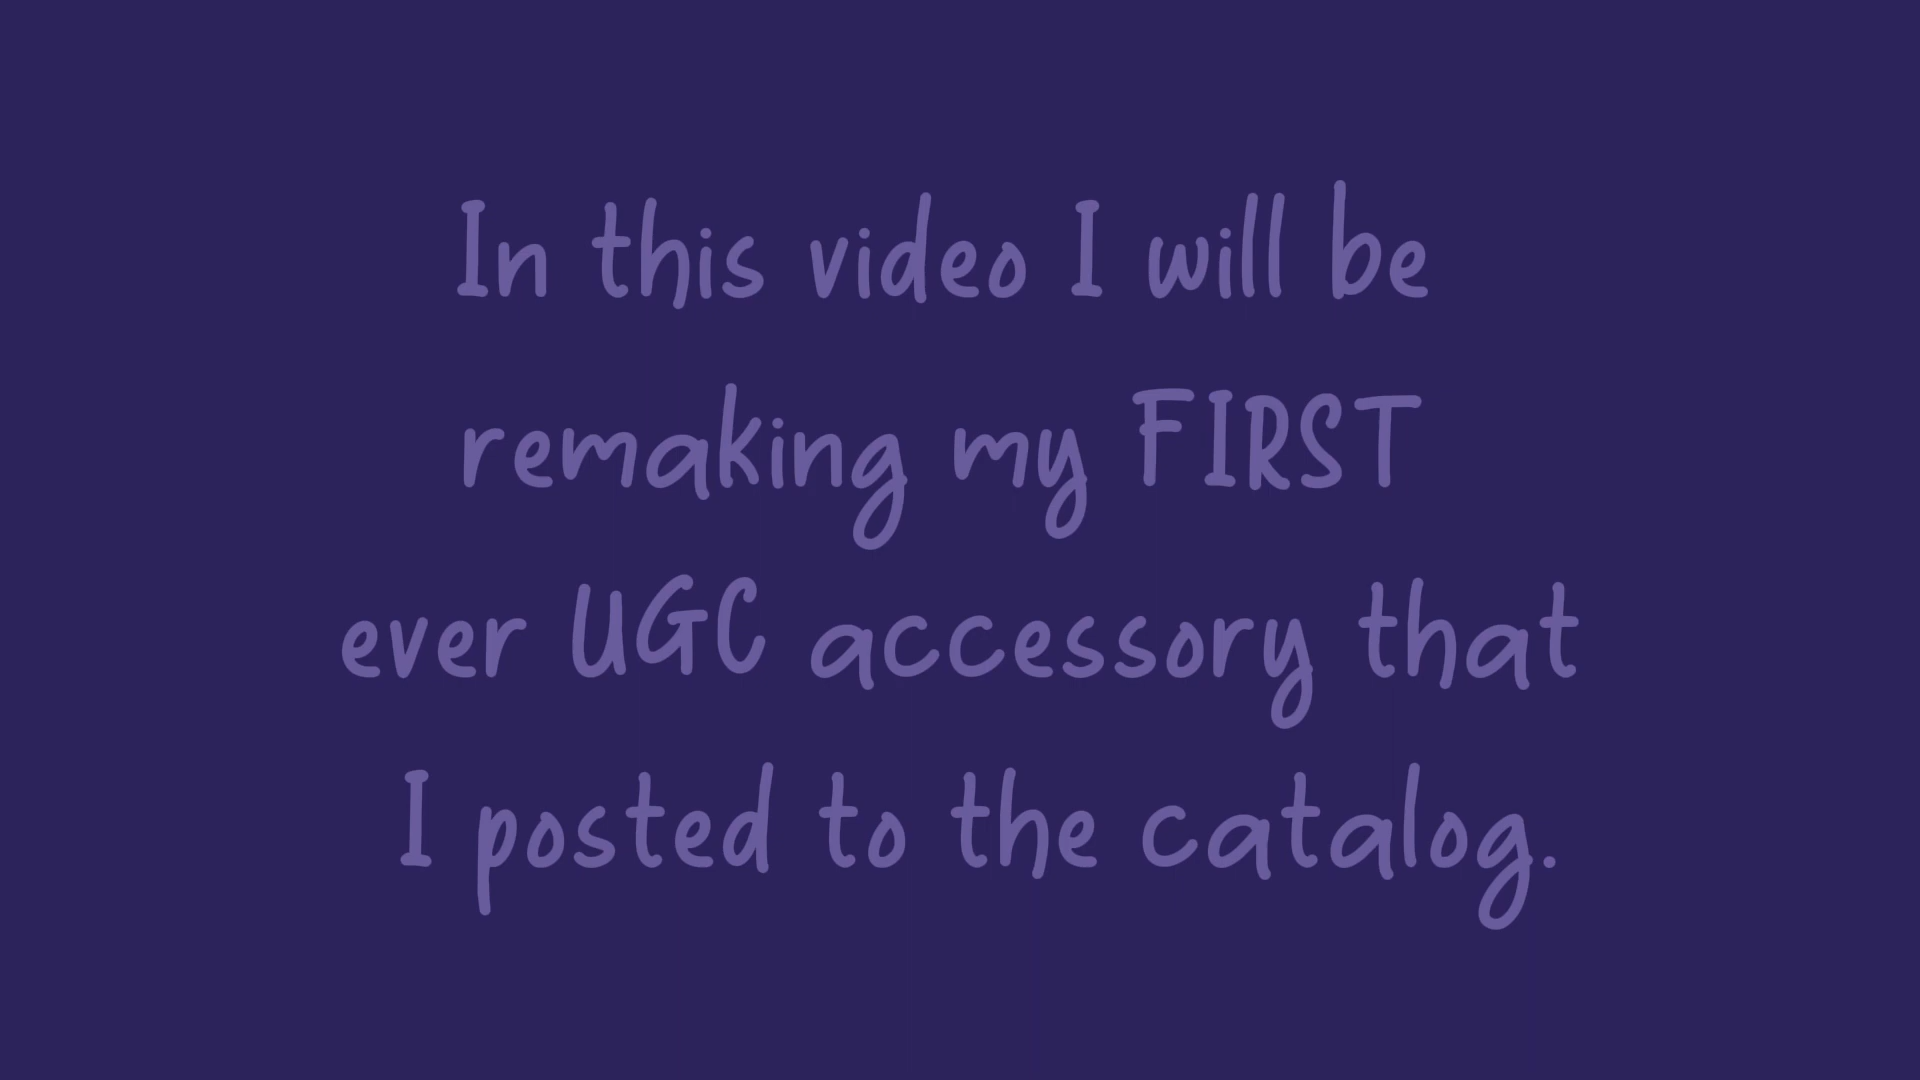 In this video I will be
remaking my FIRST
ever UGC accessory that
I posted to the catalog.